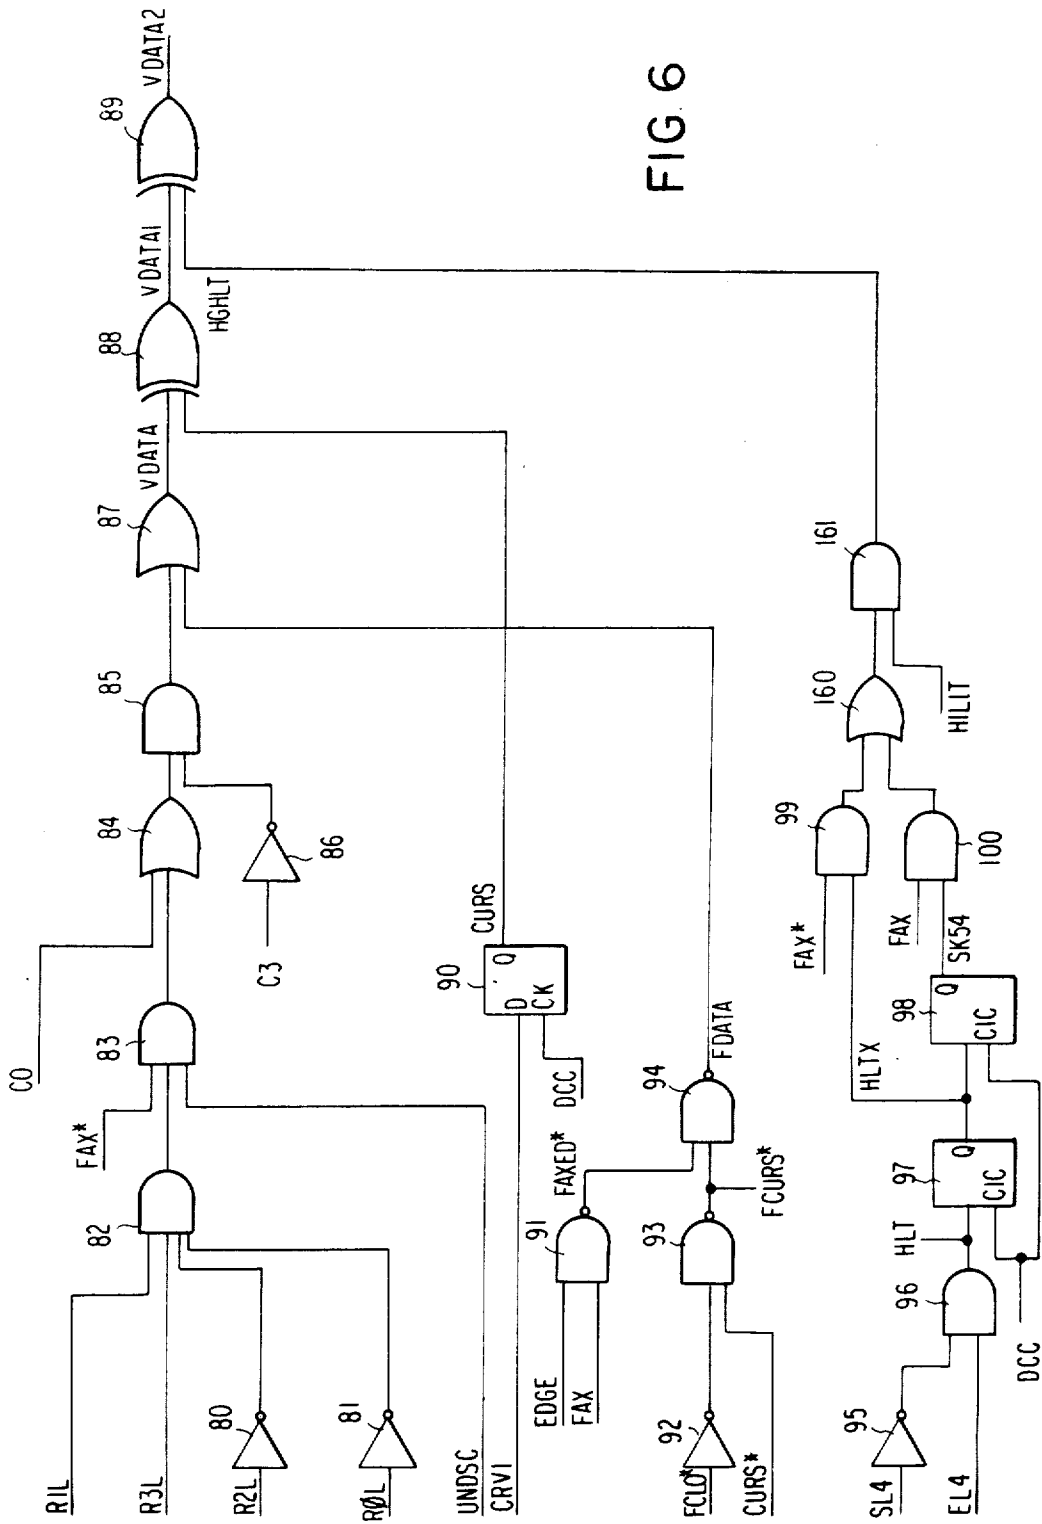 R1L
R3L
R2L
80
RØL
81
UNDSC
CRV1
82
FAX*
83
CO
84
C3
86
85
87
VDATA
88
VDATA1
HGHLT
89
VDATA2
D
CK
Q
90
CURS
DCC
EDGE
FAX
91
FAXED*
FCLO*
92
CURS*
93
FCURS*
94
FDATA
SL4
95
EL4
96
HLT
DCC
97
Q
CIC
HLTX
98
Q
CIC
SK54
FAX*
99
FAX
100
160
HILIT
161
FIG. 6